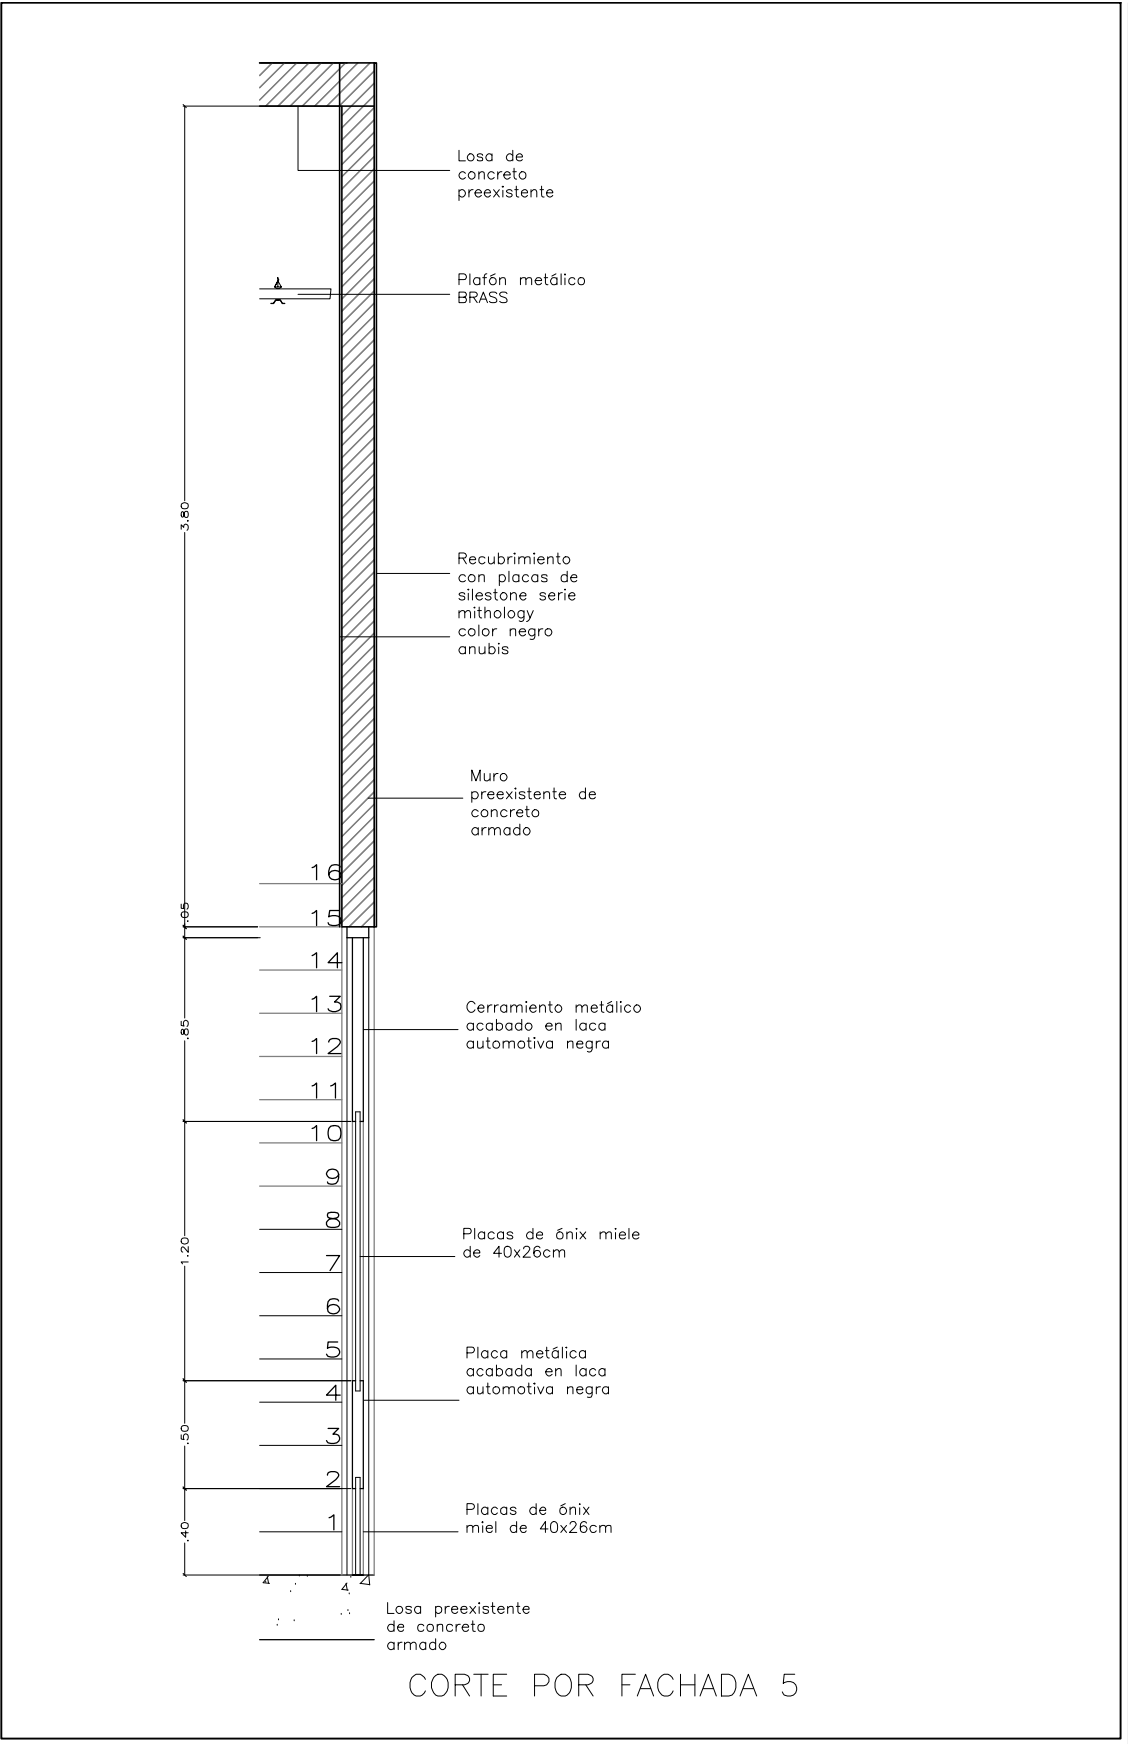 Losa de
concreto
preexistente
Plafón metálico
BRASS
3.80
Recubrimiento
con placas de
silestone serie
mithology
color negro
anubis
Muro
preexistente de
concreto
armado
16
.05
15
14
13
Cerramiento metálico
acabado en laca
automotiva negra
.85
12
11
10
9
8
Placas de ónix miele
de 40x26cm
1.20
7
6
5
Placa metálica
acabada en laca
automotiva negra
4
.50
3
2
Placas de ónix
miel de 40x26cm
1
.40
Losa preexistente
de concreto
armado
CORTE POR FACHADA 5